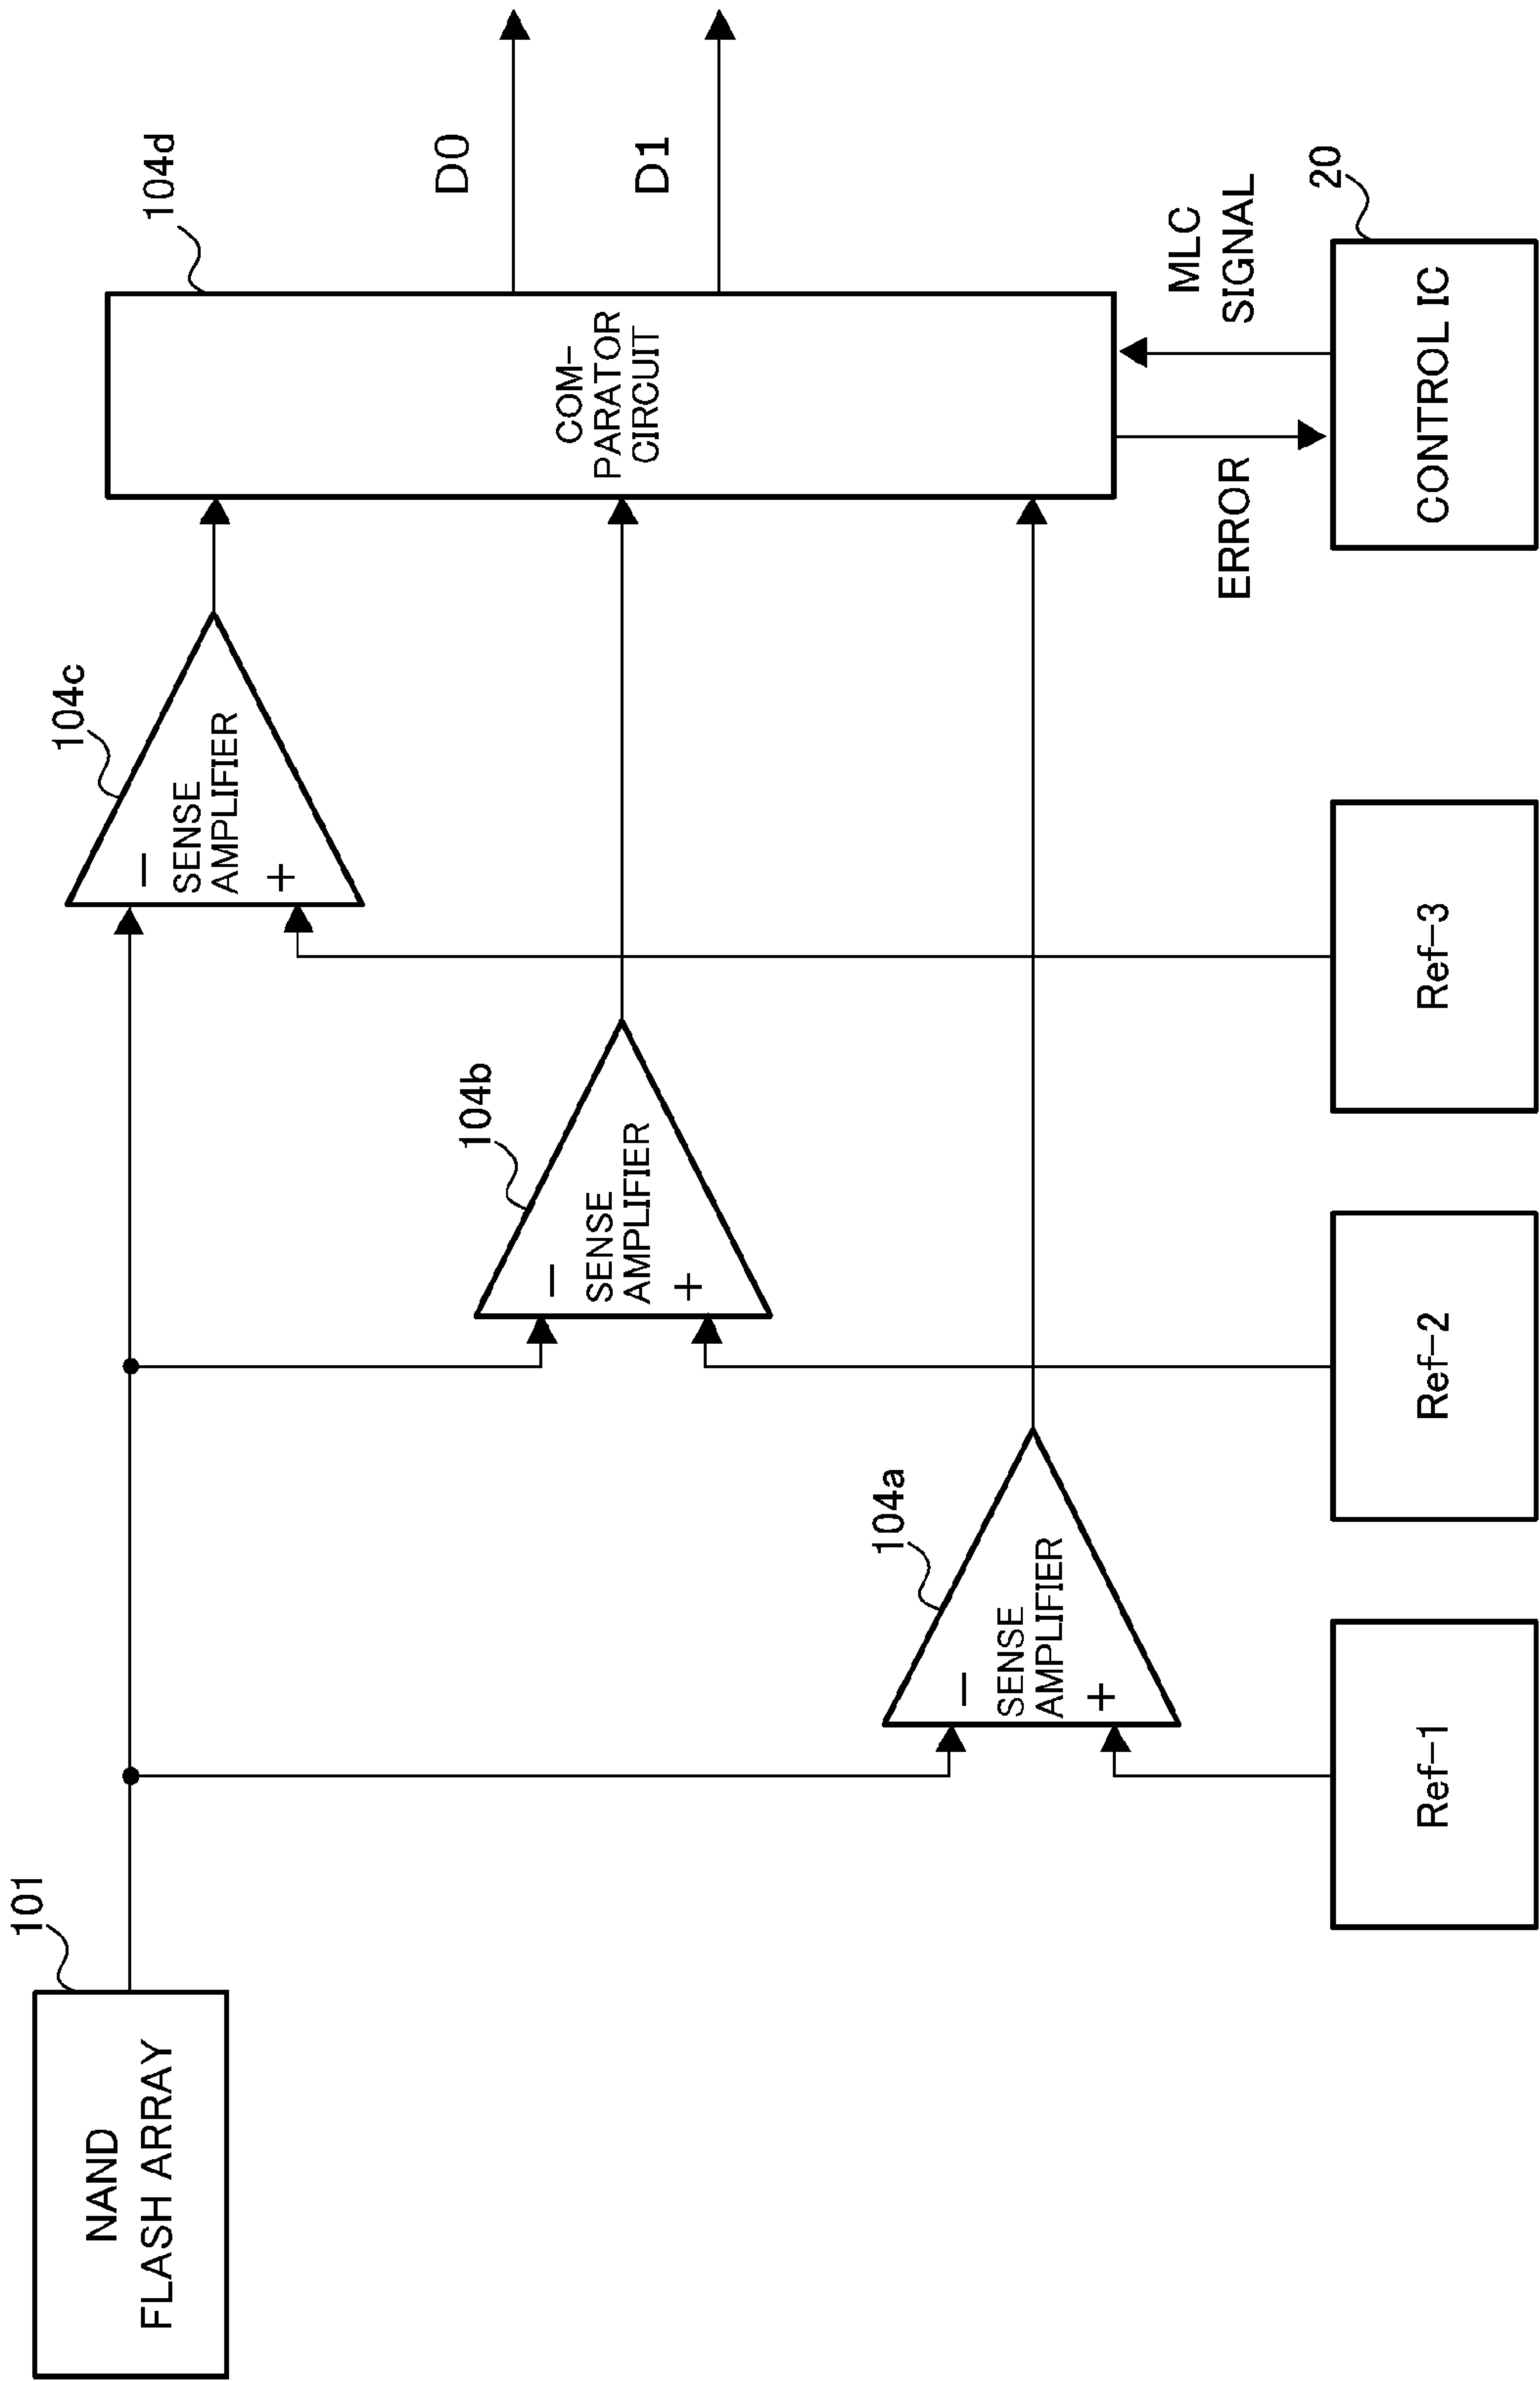 101
NAND
FLASH ARRAY
104c
–
SENSE
AMPLIFIER
+
104b
–
SENSE
AMPLIFIER
+
104a
–
SENSE
AMPLIFIER
+
104d
COM-
PARATOR
CIRCUIT
D0
D1
ERROR
MLC
SIGNAL
Ref-1
Ref-2
Ref-3
20
CONTROL IC